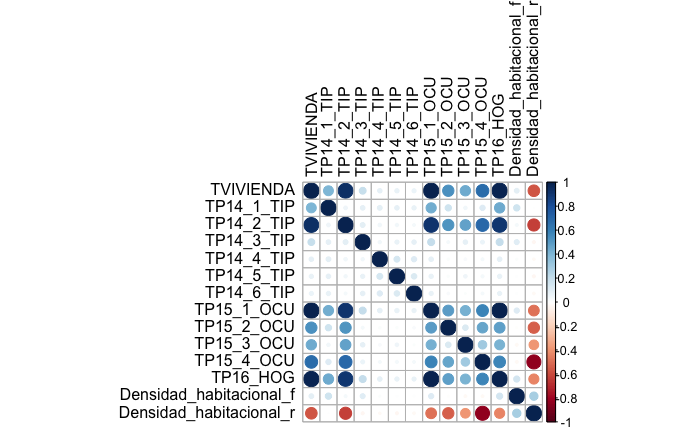 TVIVIENDA
TP14_1_TIP
TP14_2_TIP
TP14_3_TIP
TP14_4_TIP
TP14_5_TIP
TP14_6_TIP
TP15_1_OCU
TP15_2_OCU
TP15_3_OCU
TP15_4_OCU
TP16_HOG
Densidad_habitacional_f
Densidad_habitacional_r
TVIVIENDA
TP14_1_TIP
TP14_2_TIP
TP14_3_TIP
TP14_4_TIP
TP14_5_TIP
TP14_6_TIP
TP15_1_OCU
TP15_2_OCU
TP15_3_OCU
TP15_4_OCU
TP16_HOG
Densidad_habitacional_f
Densidad_habitacional_r
1
0.8
0.6
0.4
0.2
0
-0.2
-0.4
-0.6
-0.8
-1